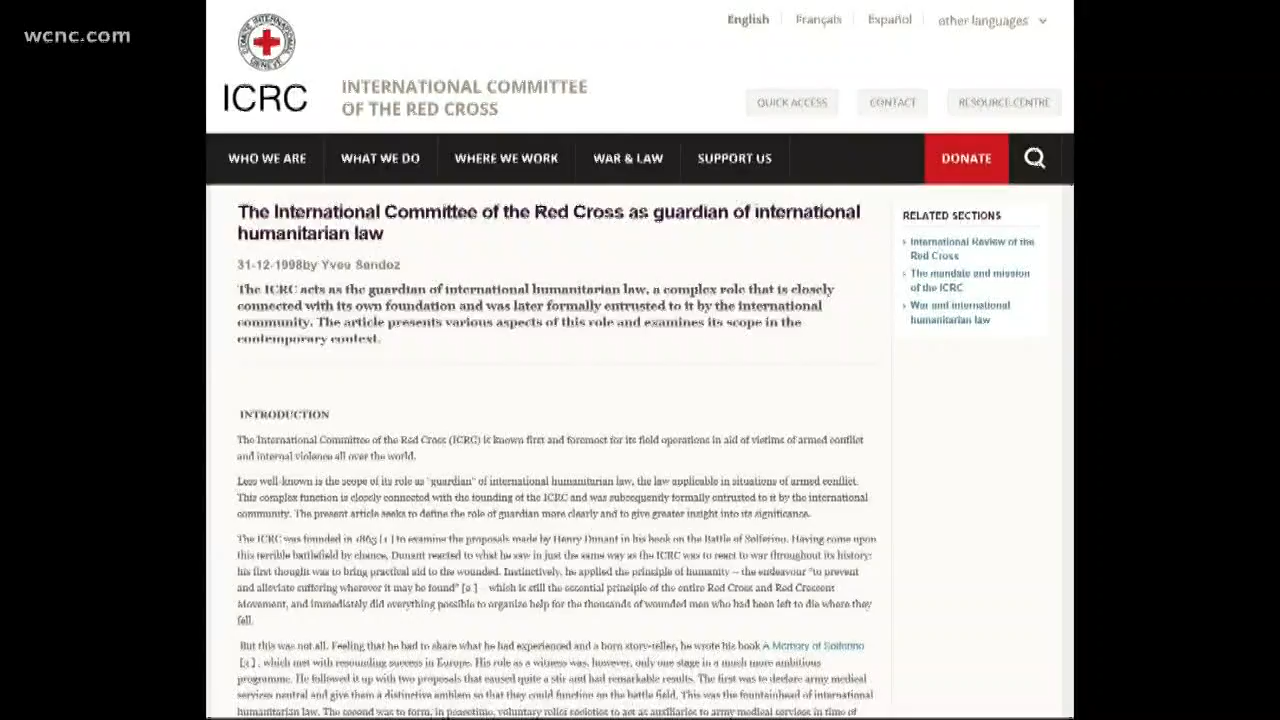 wcnc.com
English Français Español other languages
COMITE INTERNATIONAL GENEVE
ICRC
INTERNATIONAL COMMITTEE
OF THE RED CROSS
QUICK ACCESS CONTACT RESOURCE CENTRE
WHO WE ARE WHAT WE DO WHERE WE WORK WAR & LAW SUPPORT US DONATE
The International Committee of the Red Cross as guardian of international
humanitarian law
31-12-1998by Yves Sandoz
The ICRC acts as the guardian of international humanitarian law, a complex role that is closely
connected with its own foundation and was later formally entrusted to it by the international
community. The article presents various aspects of this role and examines its scope in the
contemporary context.
RELATED SECTIONS
International Review of the
Red Cross
The mandate and mission
of the ICRC
War and international
humanitarian law
INTRODUCTION
The International Committee of the Red Cross (ICRC) is known first and foremost for its field operations in aid of victims of armed conflict
and internal violence all over the world.
Less well-known is the scope of its role as "guardian" of international humanitarian law, the law applicable in situations of armed conflict.
This complex function is closely connected with the founding of the ICRC and was subsequently formally entrusted to it by the international
community. The present article seeks to define the role of guardian more clearly and to give greater insight into its significance.
The ICRC was founded in 1863 [1] to examine the proposals made by Henry Dunant in his book on the Battle of Solferino. Having come upon
this terrible battlefield by chance, Dunant reacted to what he saw in just the same way as the ICRC was to react to war throughout its history:
his first thought was to bring practical aid to the wounded. Instinctively, he applied the principle of humanity – the endeavour "to prevent
and alleviate suffering wherever it may be found" [2] – which is still the essential principle of the entire Red Cross and Red Crescent
Movement, and immediately did everything possible to organize help for the thousands of wounded men who had been left to die where they
fell.
But this was not all. Feeling that he had to share what he had experienced and a born story-teller, he wrote his book A Memory of Solferino
[3], which met with resounding success in Europe. His role as a witness was, however, only one stage in a much more ambitious
programme. He followed it up with two proposals that caused quite a stir and had remarkable results. The first was to declare army medical
services neutral and give them a distinctive emblem so that they could function on the battle field. This was the fountainhead of international
humanitarian law. The second was to form, in peacetime, voluntary relief societies to act as auxiliaries to army medical services in time of